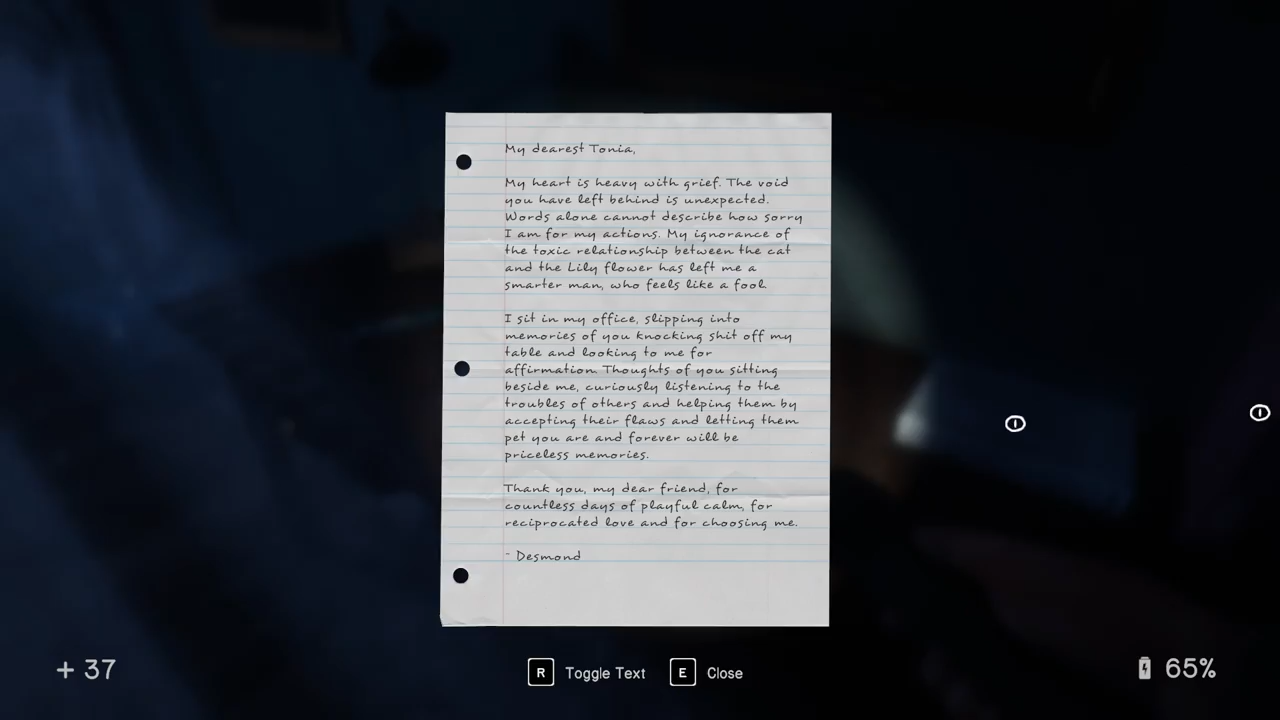 My dearest Tonia,
My heart is heavy with grief. The void
you have left behind is unexpected.
Words alone cannot describe how sorry
I am for my actions. My ignorance of
the toxic relationship between the cat
and the Lily flower has left me a
smarter man, who feels like a fool.
I sit in my office, slipping into
memories of you knocking shit off my
table and looking to me for
affirmation. Thoughts of you sitting
beside me, curiously listening to the
troubles of others and helping them by
accepting their flaws and letting them
pet you are and forever will be
priceless memories.
Thank you, my dear friend, for
countless days of playful calm, for
reciprocated love and for choosing me.
- Desmond
+ 37
R Toggle Text E Close
65%